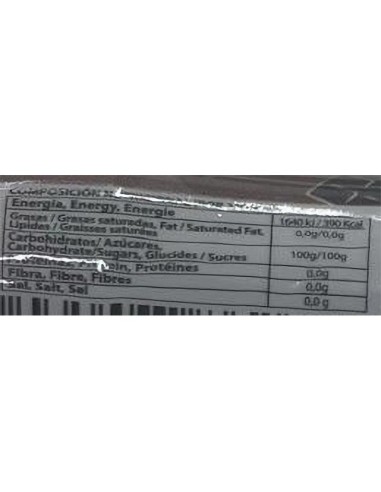 COMPOSICIÓN
Energía, Energy, Energie 1640 kJ / 390 Kcal
Grasas / Grasas saturadas, Fat / Saturated Fat, 0,0g/0,0g
Lipides / Graisses saturées
Carbohidratos/ Azúcares,
Carbohydrate/Sugars, Glucides / Sucres 100g/100g
Protéines 0,0g
Fibra, Fibre, Fibres 0,0g
Sal, Salt, Sel 0,0 g